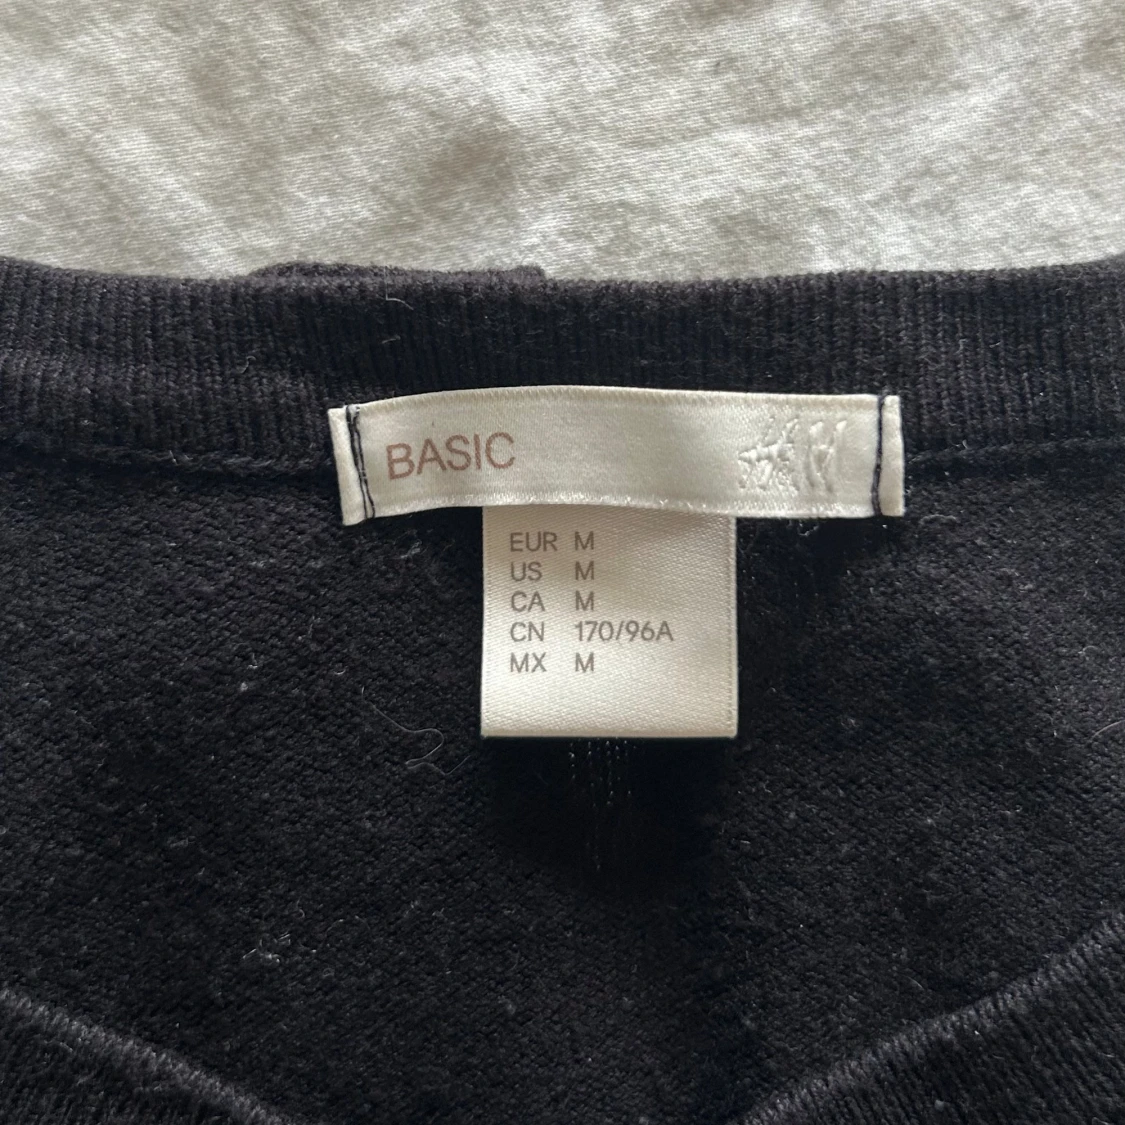 BASIC
EUR M
US M
CA M
CN 170/96A
MX M